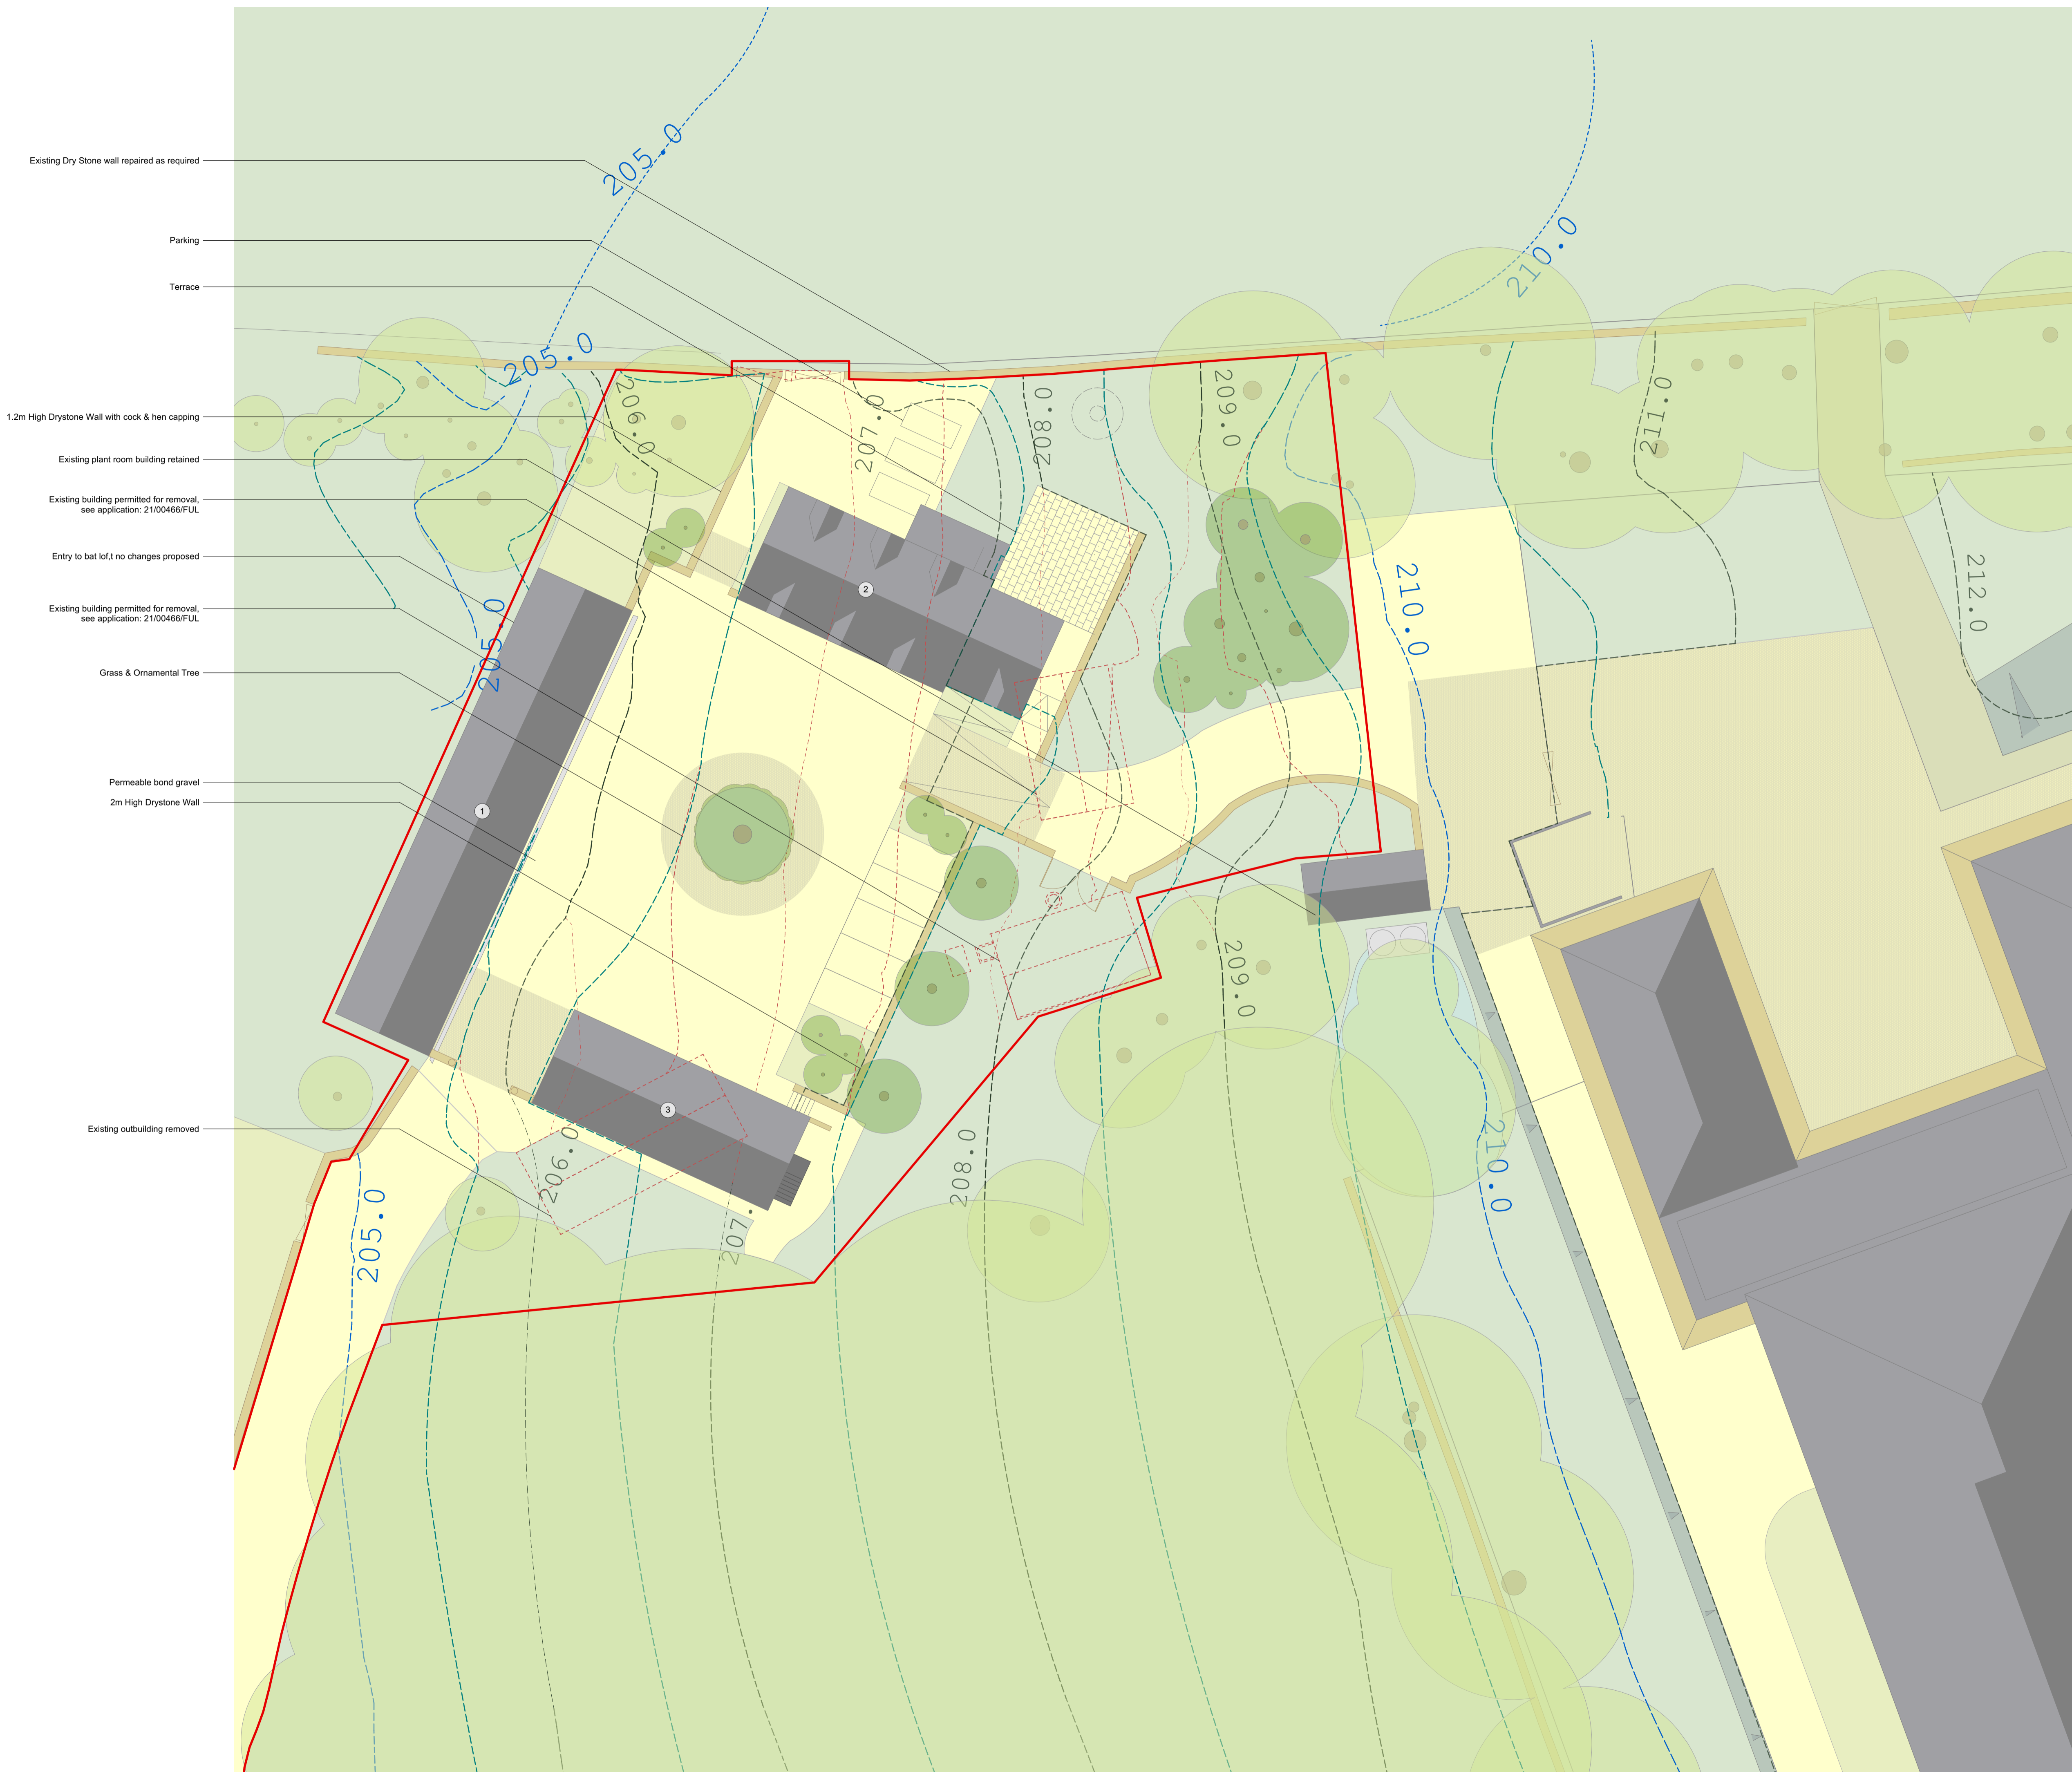 Existing Dry Stone wall repaired as required
Parking
Terrace
1.2m High Drystone Wall with cock & hen capping
Existing plant room building retained
Existing building permitted for removal,
see application: 21/00466/FUL
Entry to bat lof,t no changes proposed
Existing building permitted for removal,
see application: 21/00466/FUL
Grass & Ornamental Tree
Permeable bond gravel
2m High Drystone Wall
Existing outbuilding removed
205.0
210.0
205.0
206.0
207.0
208.0
209.0
211.0
210.0
212.0
205.0
2
1
209.0
3
206.0
207.
208.0
210.0
205.0